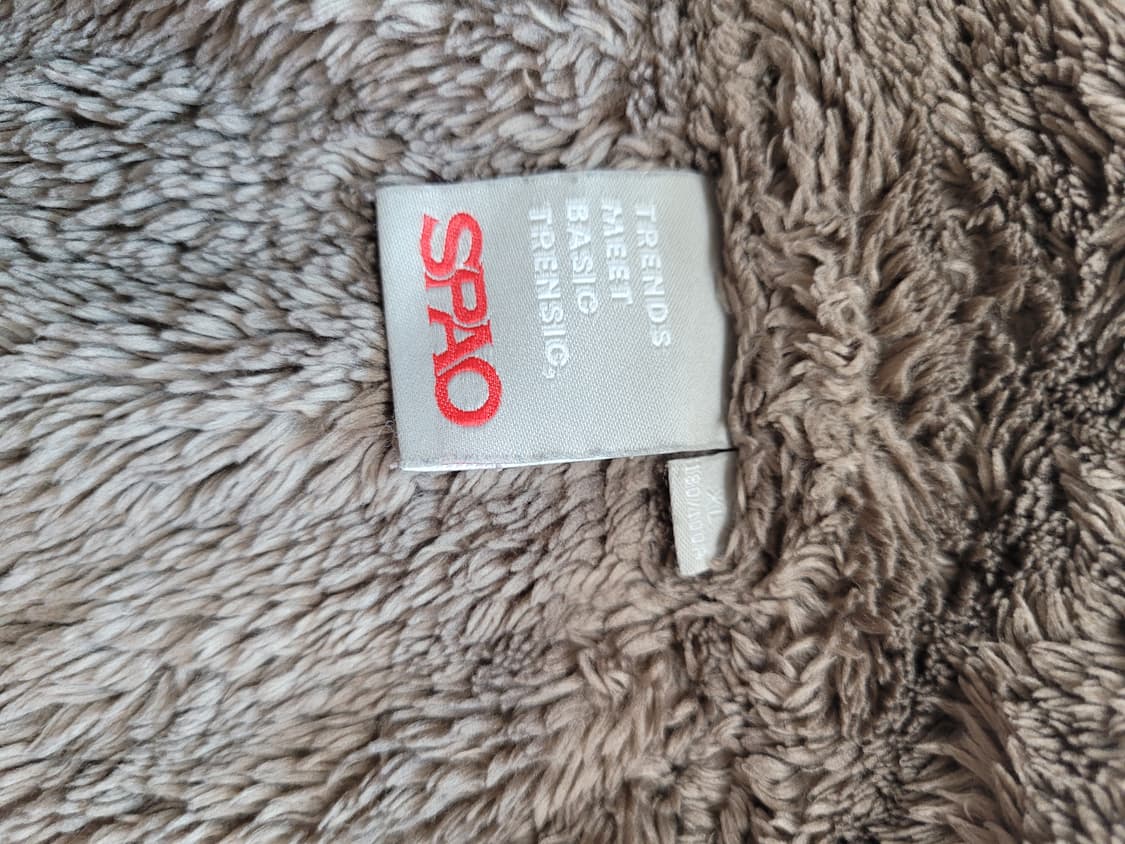 TRENDS
MEET
BASIC
TRENSIC,
SPAO
XL